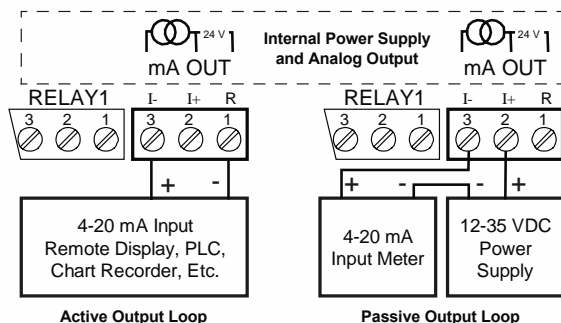 24 V
Internal Power Supply
and Analog Output
24 V
mA OUT
mA OUT
RELAY1
I- I+ R
3 2 1
3 2 1
RELAY1
I- I+ R
3 2 1
3 2 1
+ -
4-20 mA Input
Remote Display, PLC,
Chart Recorder, Etc.
+ -
4-20 mA
Input Meter
- +
12-35 VDC
Power
Supply
Active Output Loop
Passive Output Loop